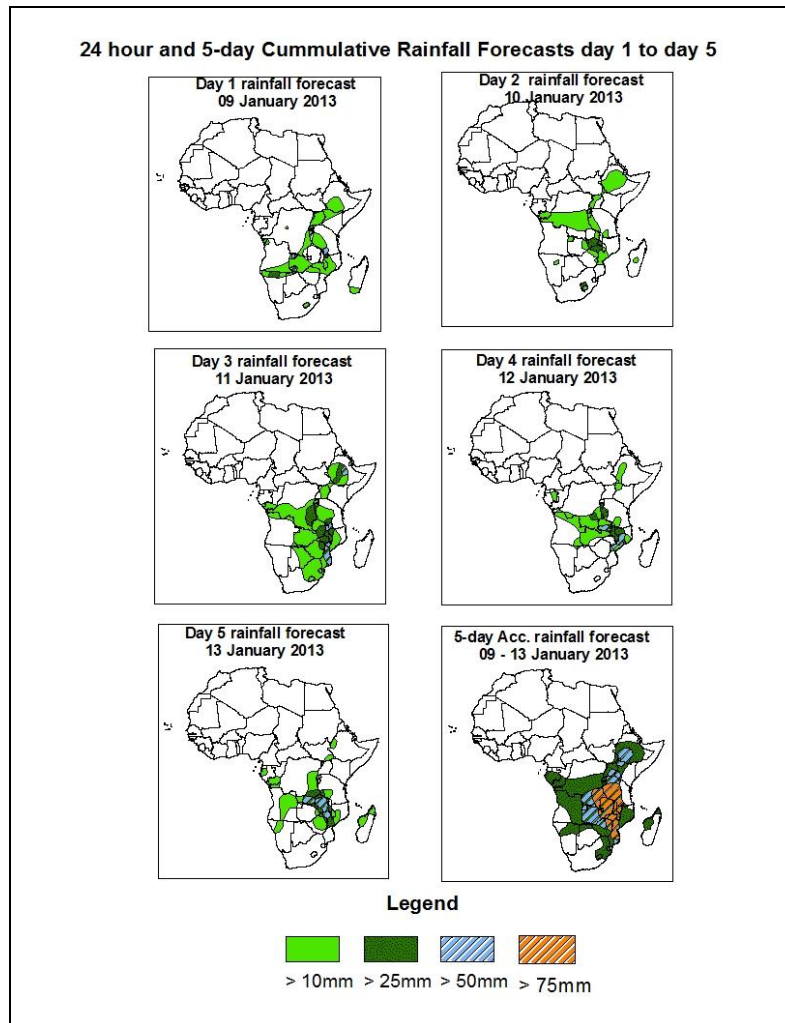 24 hour and 5-day Cummulative Rainfall Forecasts day 1 to day 5
Day 1 rainfall forecast
09 January 2013
Day 2 rainfall forecast
10 January 2013
Day 3 rainfall forecast
11 January 2013
Day 4 rainfall forecast
12 January 2013
Day 5 rainfall forecast
13 January 2013
5-day Acc. rainfall forecast
09 - 13 January 2013
Legend
> 10mm > 25mm > 50mm > 75mm